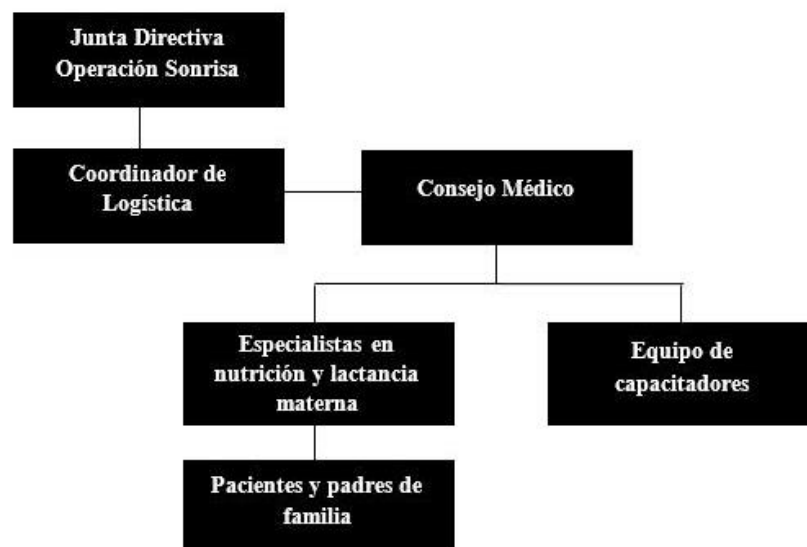 Junta Directiva
Operación Sonrisa
Coordinador de
Logística
Consejo Médico
Especialistas en
nutrición y lactancia
materna
Equipo de
capacitadores
Pacientes y padres de
familia